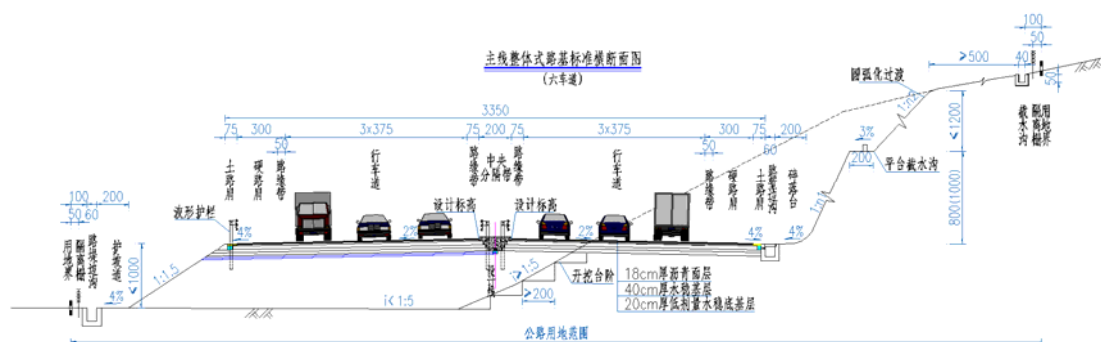 主线整体式路基标准横断面图
(六车道)
3350
75
300
3x375
75
200
75
3x375
300
75
200
50
50
60
土路肩
硬路肩
路缘带
行车道
路缘带
中央分隔带
路缘带
行车道
路缘带
硬路肩
土路肩
路堑边沟
碎落台
波形护栏
设计标高
设计标高
4%
2%
2%
4%
4%
100
200
50
60
用地界
隔离栅
路堤边沟
护坡道
4%
≤1000
1:1.5
i<1:5
i≥1:5
≥200
开挖台阶
18cm厚沥青面层
40cm厚水稳基层
20cm厚低剂量水稳底基层
圆弧化过渡
≥500
100
50
40
50
截水沟
隔离栅
用地界
1:n2
≤1200
3%
200
平台截水沟
800(1000)
1:n1
公路用地范围